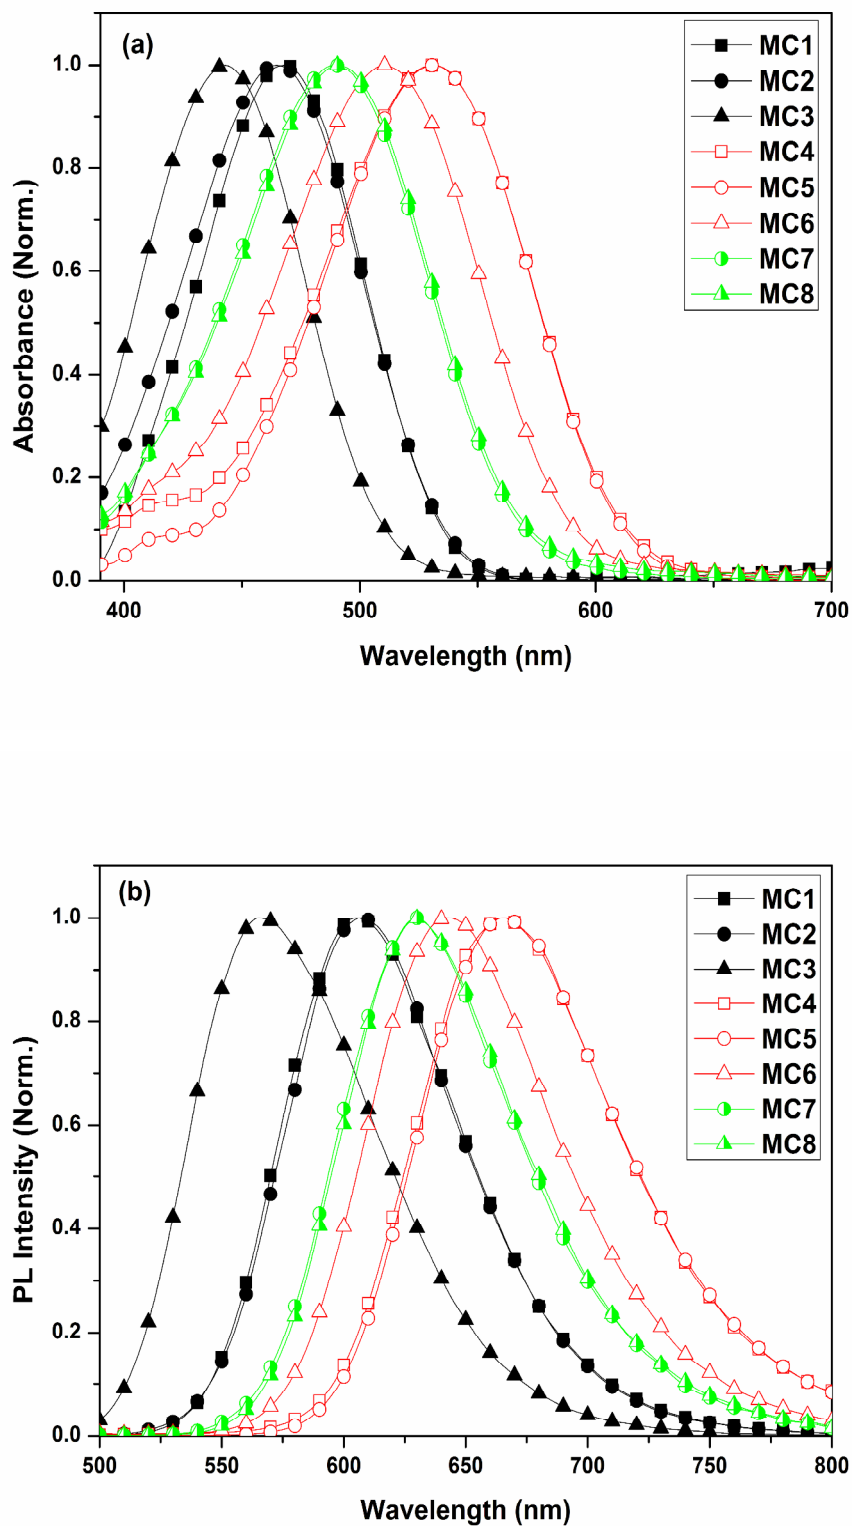 (a)
MC1
MC2
MC3
MC4
MC5
MC6
MC7
MC8
Absorbance (Norm.)
1.0
0.8
0.6
0.4
0.2
0.0
400 500 600 700
Wavelength (nm)
(b)
MC1
MC2
MC3
MC4
MC5
MC6
MC7
MC8
PL Intensity (Norm.)
1.0
0.8
0.6
0.4
0.2
0.0
500 550 600 650 700 750 800
Wavelength (nm)